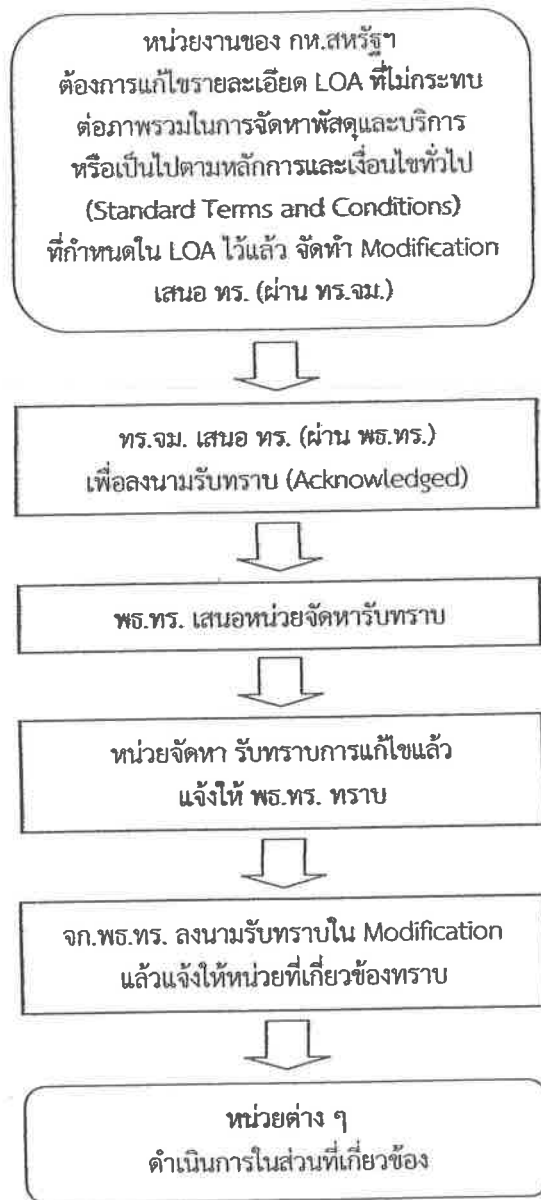 หน่วยงานของ กห.สหรัฐฯ
ต้องการแก้ไขรายละเอียด LOA ที่ไม่กระทบ
ต่อภาพรวมในการจัดหาพัสดุและบริการ
หรือเป็นไปตามหลักการและเงื่อนไขทั่วไป
(Standard Terms and Conditions)
ที่กำหนดใน LOA ไว้แล้ว จัดทำ Modification
เสนอ ทร. (ผ่าน ทร.จม.)
ทร.จม. เสนอ ทร. (ผ่าน พธ.ทร.)
เพื่อลงนามรับทราบ (Acknowledged)
พธ.ทร. เสนอหน่วยจัดหารับทราบ
หน่วยจัดหา รับทราบการแก้ไขแล้ว
แจ้งให้ พธ.ทร. ทราบ
จก.พธ.ทร. ลงนามรับทราบใน Modification
แล้วแจ้งให้หน่วยที่เกี่ยวข้องทราบ
หน่วยต่าง ๆ
ดำเนินการในส่วนที่เกี่ยวข้อง